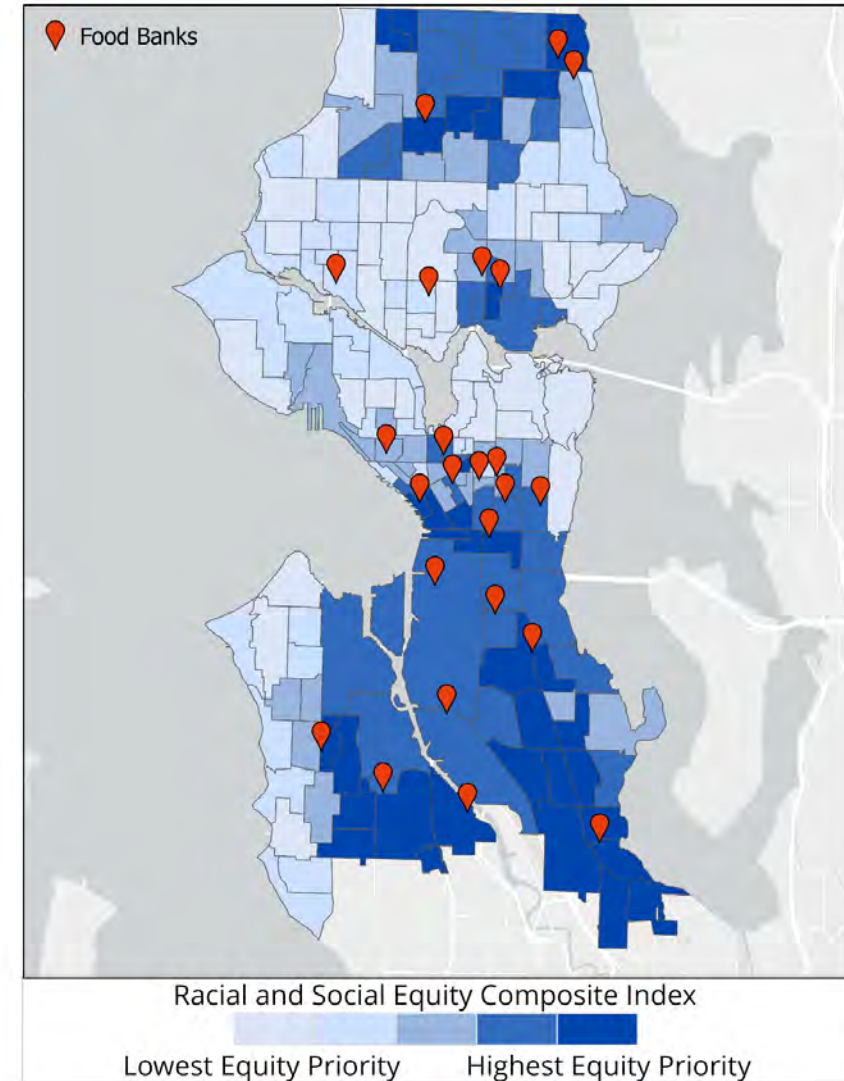 Food Banks
Racial and Social Equity Composite Index
Lowest Equity Priority Highest Equity Priority